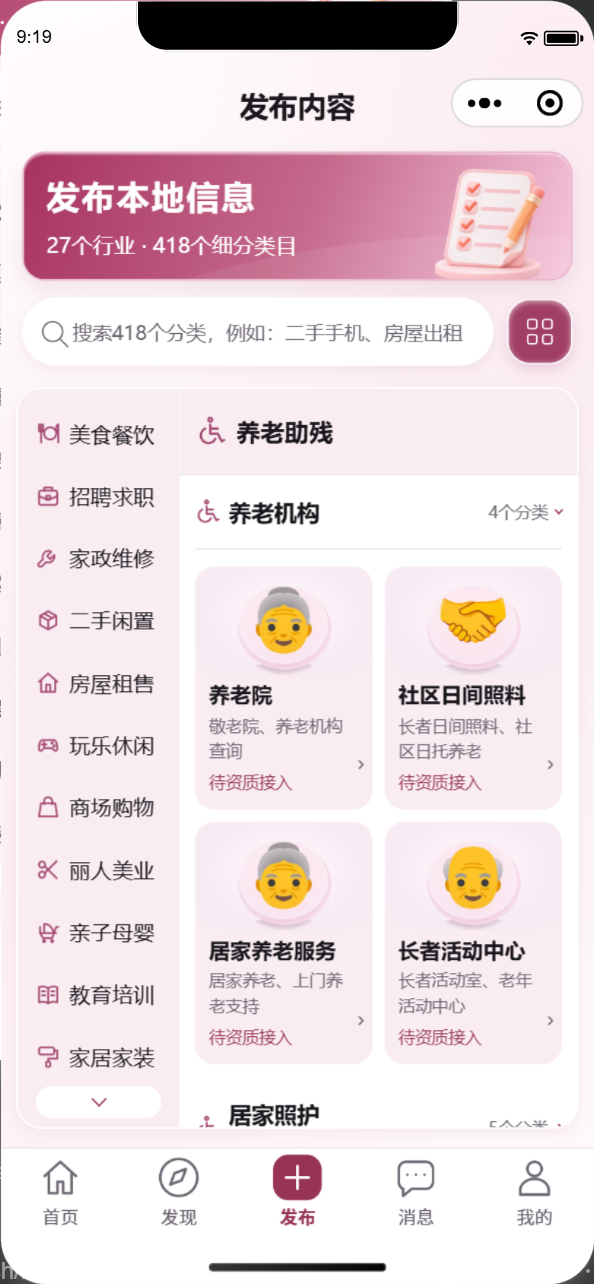 9:19
发布内容
发布本地信息
27个行业 · 418个细分类目
搜索418个分类，例如：二手手机、房屋出租
美食餐饮
招聘求职
家政维修
二手闲置
房屋租售
玩乐休闲
商场购物
丽人美业
亲子母婴
教育培训
家居家装
养老助残
养老机构
4个分类
养老院
敬老院、养老机构
查询
待资质接入
社区日间照料
长者日间照料、社
区日托养老
待资质接入
居家养老服务
居家养老、上门养
老支持
待资质接入
长者活动中心
长者活动室、老年
活动中心
待资质接入
居家照护
5个分类
首页
发现
发布
消息
我的